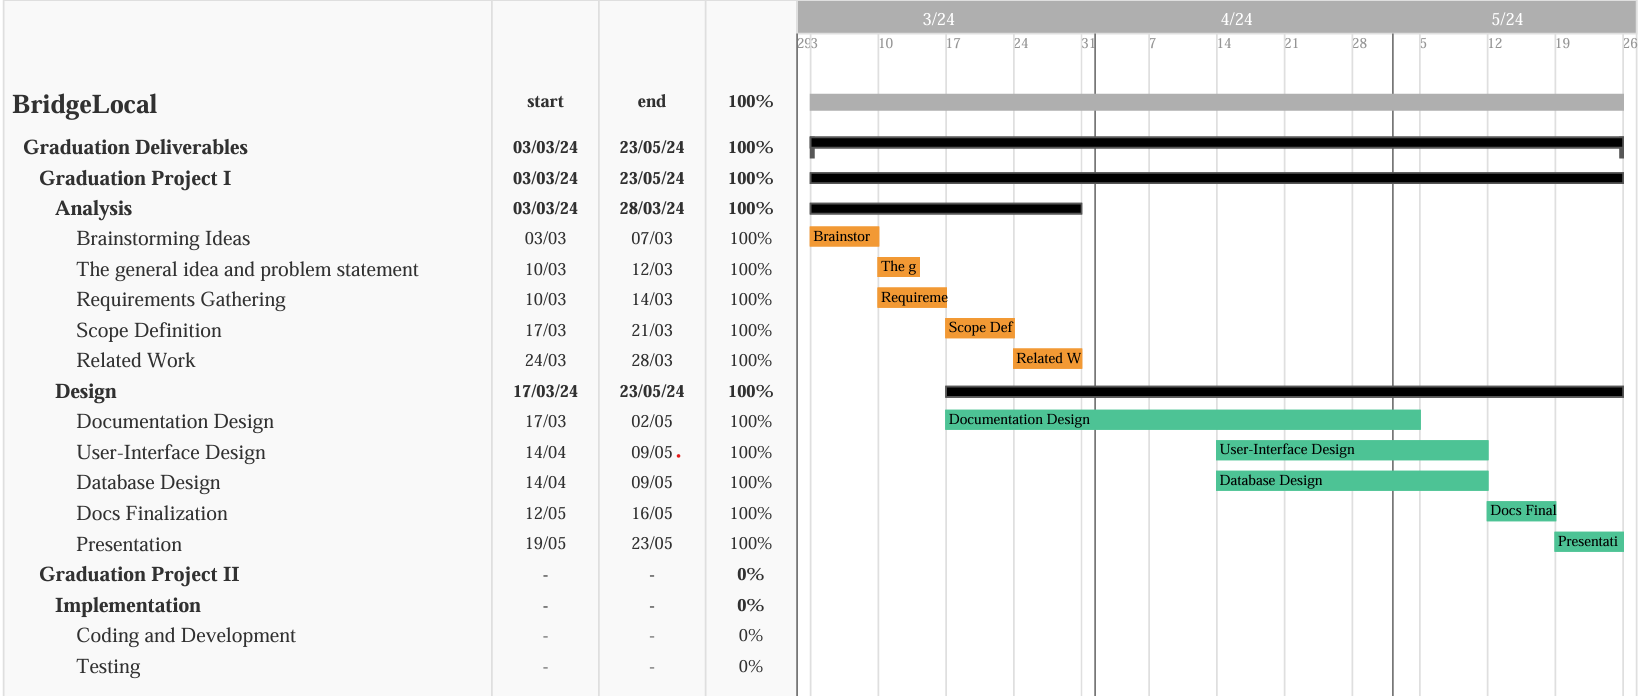 3/24 4/24 5/24
293 10 17 24 31 7 14 21 28 5 12 19 26
BridgeLocal start end 100%
Graduation Deliverables 03/03/24 23/05/24 100%
Graduation Project I 03/03/24 23/05/24 100%
Analysis 03/03/24 28/03/24 100%
Brainstorming Ideas 03/03 07/03 100% Brainstor
The general idea and problem statement 10/03 12/03 100% The g
Requirements Gathering 10/03 14/03 100% Requireme
Scope Definition 17/03 21/03 100% Scope Def
Related Work 24/03 28/03 100% Related W
Design 17/03/24 23/05/24 100%
Documentation Design 17/03 02/05 100% Documentation Design
User-Interface Design 14/04 09/05 100% User-Interface Design
Database Design 14/04 09/05 100% Database Design
Docs Finalization 12/05 16/05 100% Docs Final
Presentation 19/05 23/05 100% Presentati
Graduation Project II - - 0%
Implementation - - 0%
Coding and Development - - 0%
Testing - - 0%